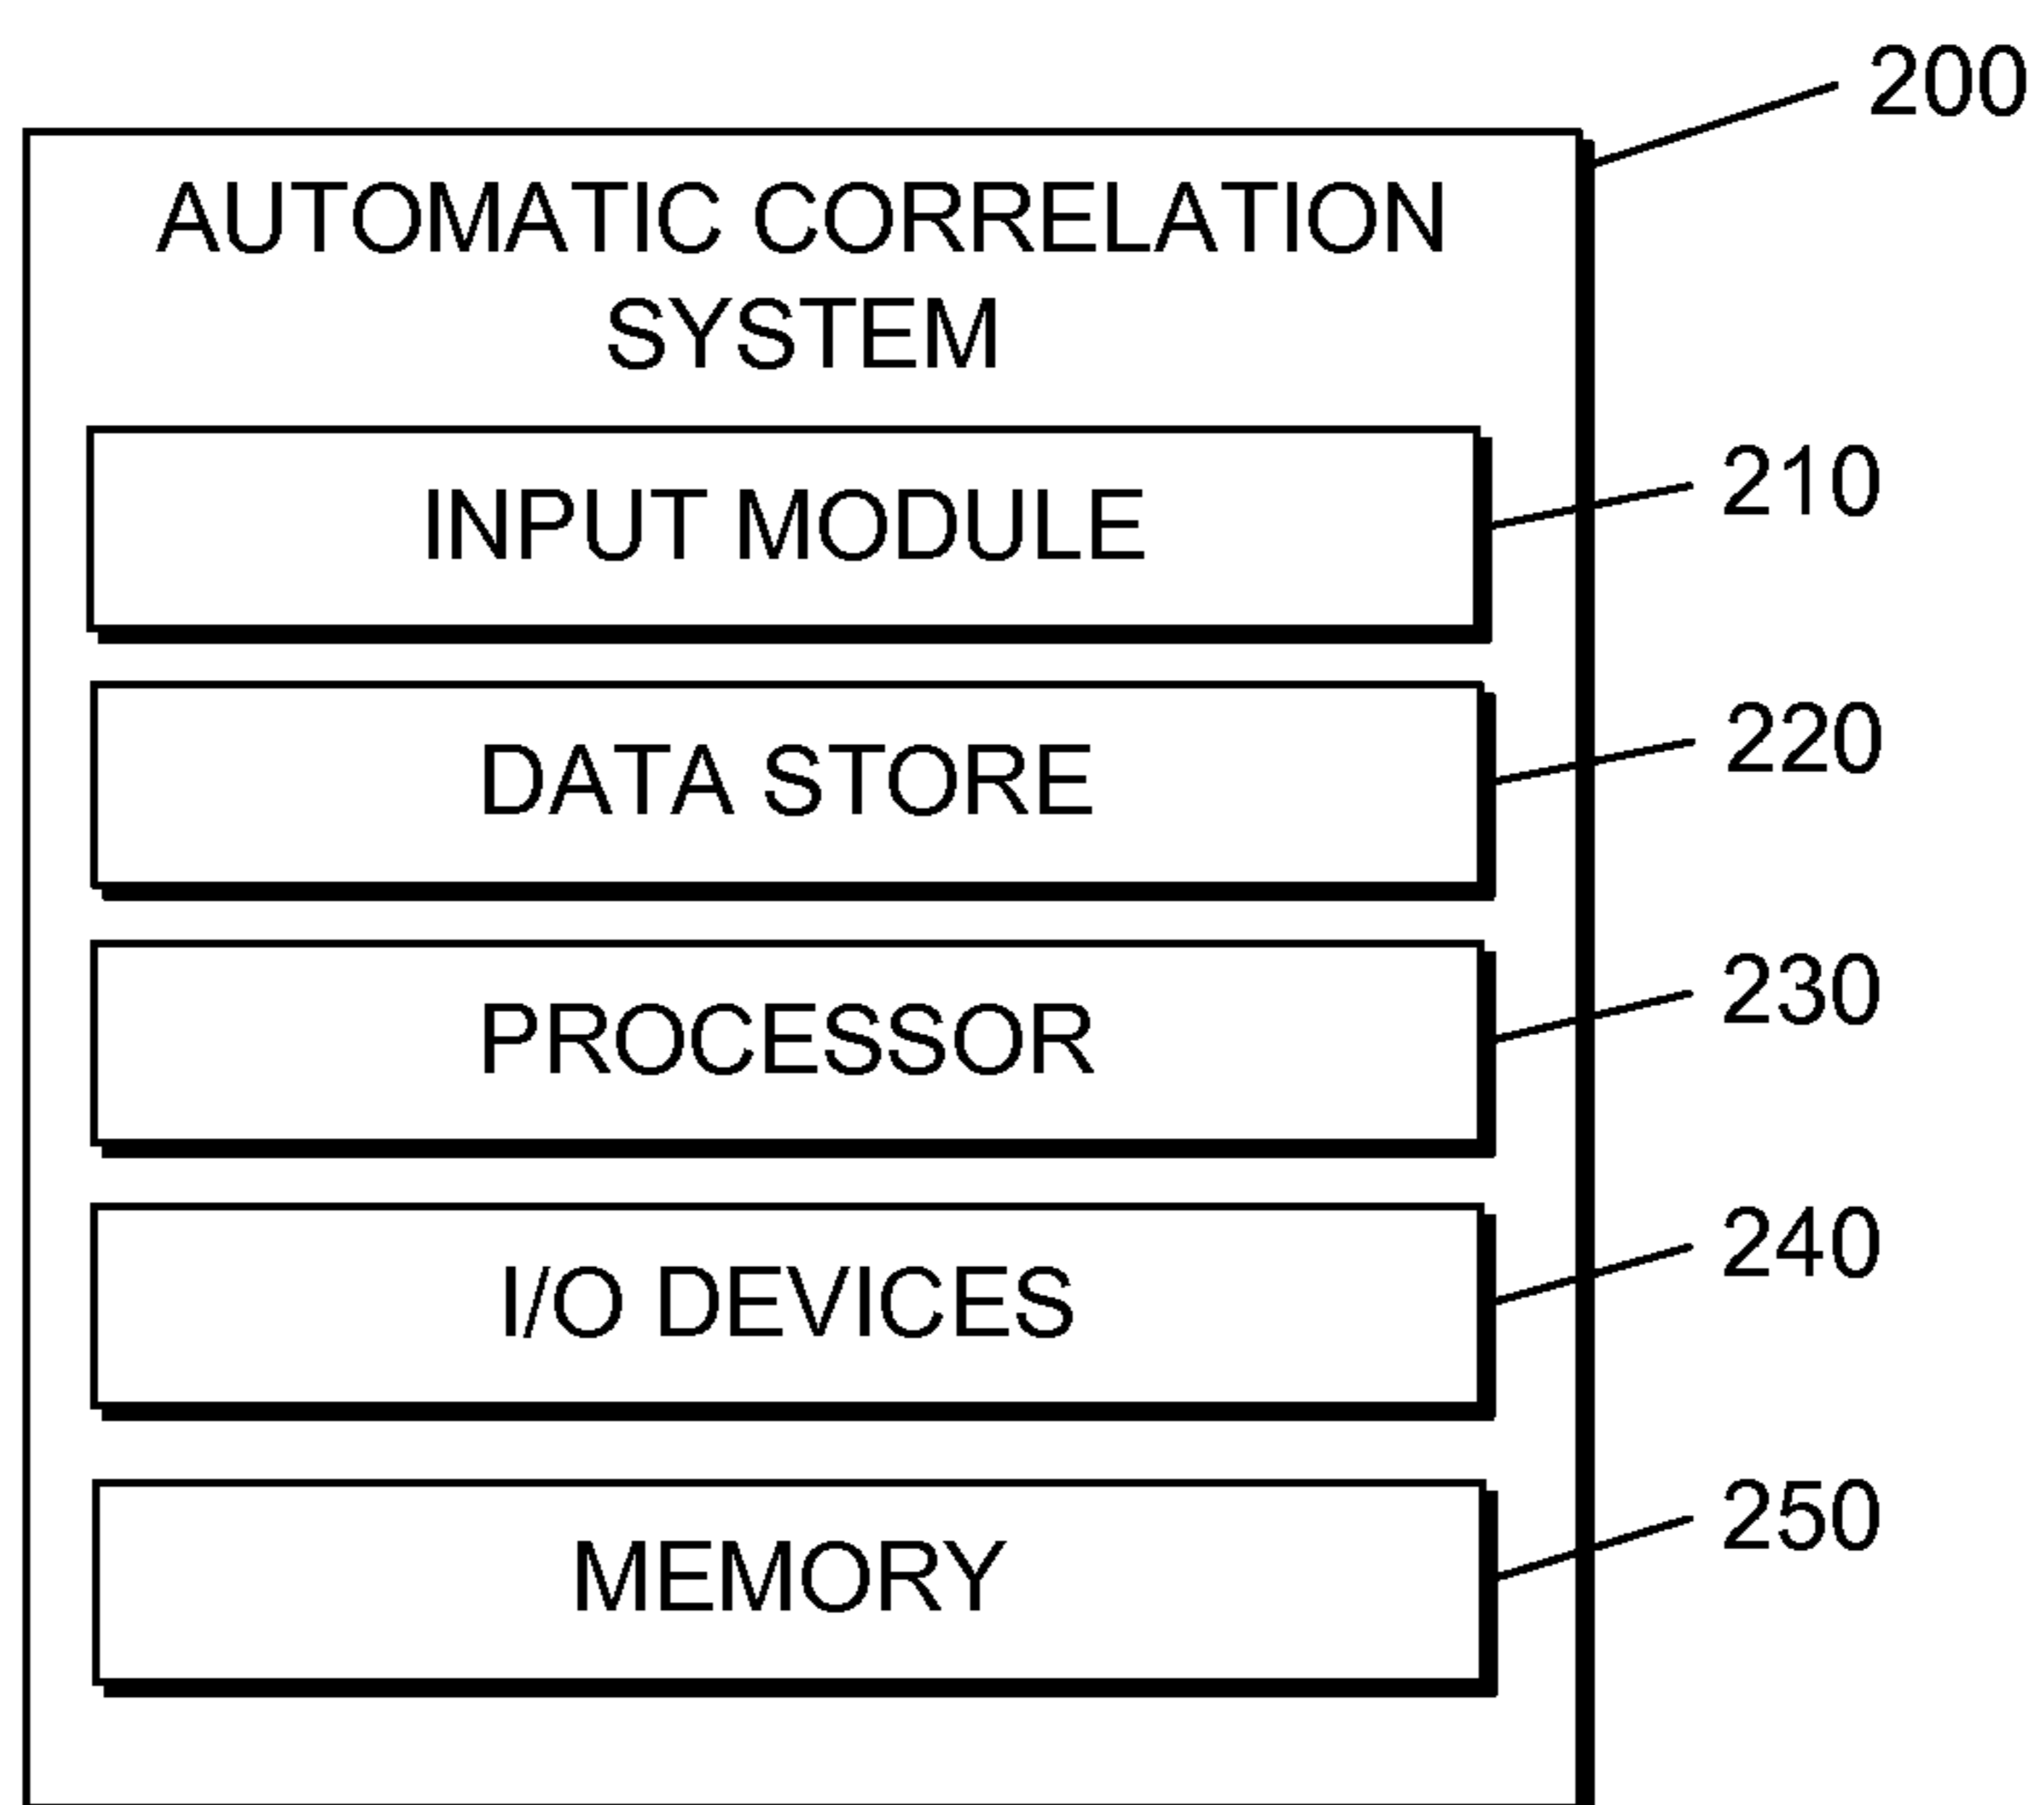 200
AUTOMATIC CORRELATION
SYSTEM
INPUT MODULE
210
DATA STORE
220
PROCESSOR
230
I/O DEVICES
240
MEMORY
250